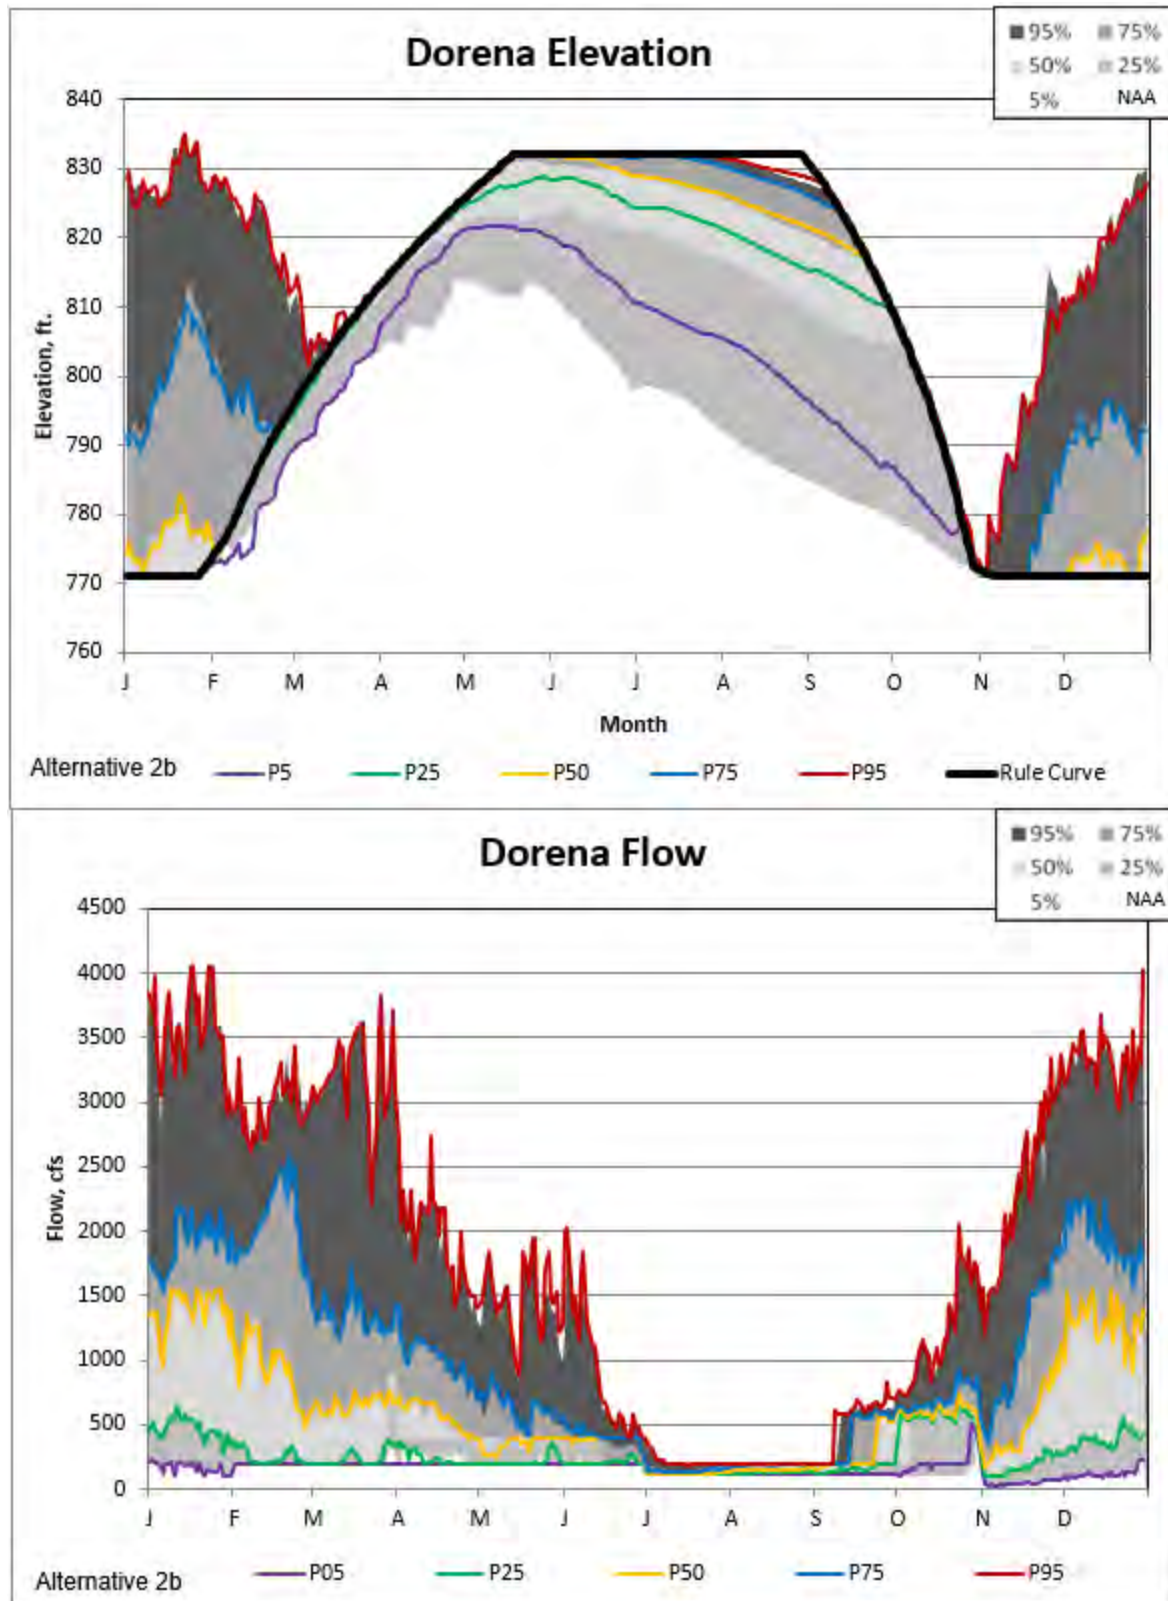 Dorena Elevation
95% 75%
50% 25%
5% NAA
840
830
820
810
800
790
780
770
760
Elevation, ft.
J F M A M J J A S O N D
Month
Alternative 2b P5 P25 P50 P75 P95 Rule Curve
Dorena Flow
95% 75%
50% 25%
5% NAA
4500
4000
3500
3000
2500
2000
1500
1000
500
0
Flow, cfs
J F M A M J J A S O N D
Alternative 2b P05 P25 P50 P75 P95